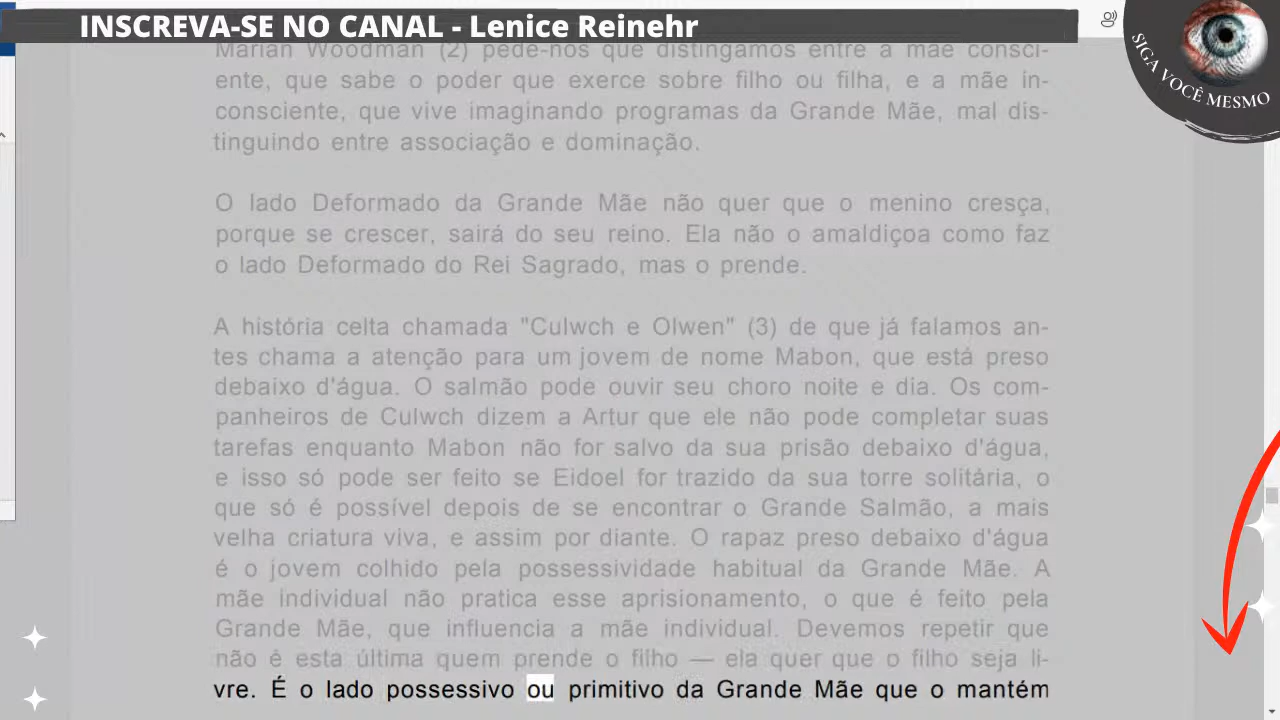 INSCREVA-SE NO CANAL - Lenice Reinehr
SIGA VOCÊ MESMO
Marian Woodman (2) pede-nos que distingamos entre a mãe consci-
ente, que sabe o poder que exerce sobre filho ou filha, e a mãe in-
consciente, que vive imaginando programas da Grande Mãe, mal dis-
tinguindo entre associação e dominação.
O lado Deformado da Grande Mãe não quer que o menino cresça,
porque se crescer, sairá do seu reino. Ela não o amaldiçoa como faz
o lado Deformado do Rei Sagrado, mas o prende.
A história celta chamada "Culwch e Olwen" (3) de que já falamos an-
tes chama a atenção para um jovem de nome Mabon, que está preso
debaixo d'água. O salmão pode ouvir seu choro noite e dia. Os com-
panheiros de Culwch dizem a Artur que ele não pode completar suas
tarefas enquanto Mabon não for salvo da sua prisão debaixo d'água,
e isso só pode ser feito se Eidoel for trazido da sua torre solitária, o
que só é possível depois de se encontrar o Grande Salmão, a mais
velha criatura viva, e assim por diante. O rapaz preso debaixo d'água
é o jovem colhido pela possessividade habitual da Grande Mãe. A
mãe individual não pratica esse aprisionamento, o que é feito pela
Grande Mãe, que influencia a mãe individual. Devemos repetir que
não é esta última quem prende o filho — ela quer que o filho seja li-
vre. É o lado possessivo ou primitivo da Grande Mãe que o mantém